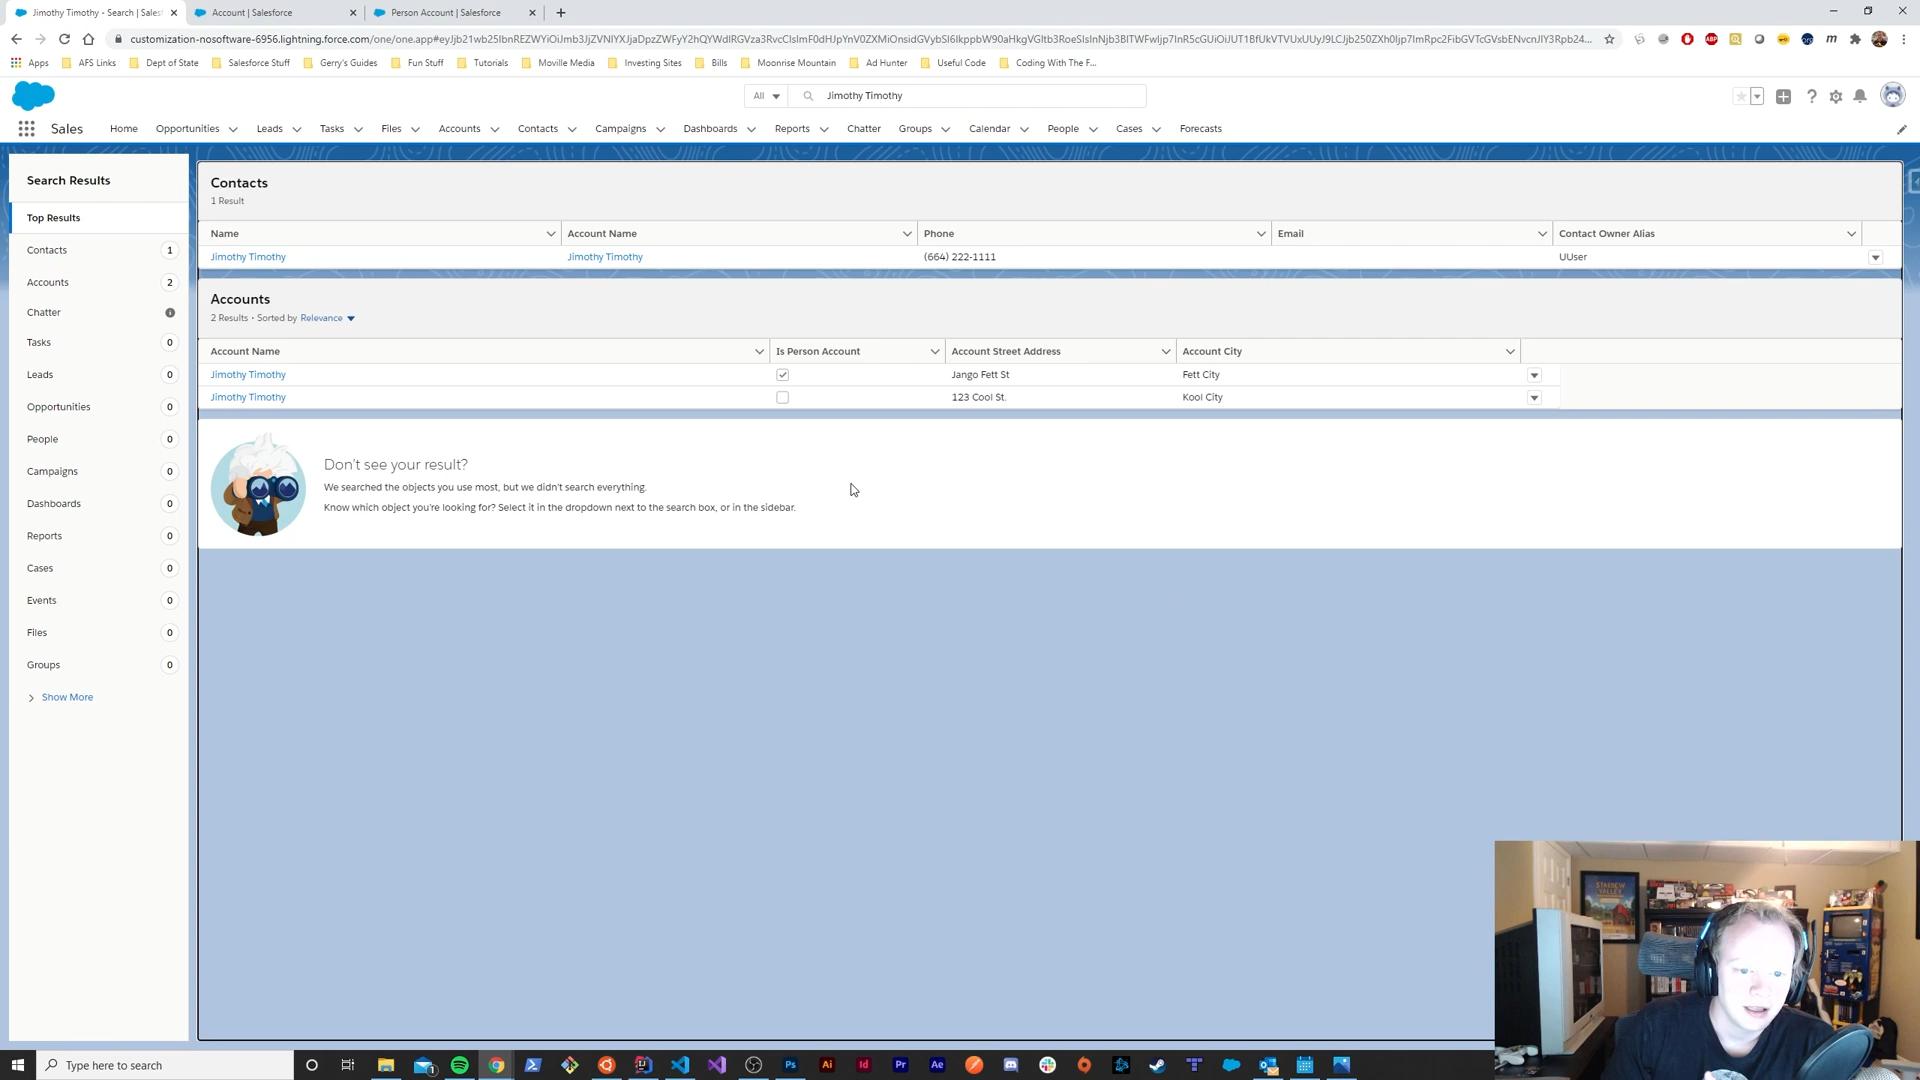 Jimothy Timothy - Search | Sales
Account | Salesforce
Person Account | Salesforce
Apps
AFS Links
Dept of State
Salesforce Stuff
Gerry's Guides
Fun Stuff
Tutorials
Moville Media
Investing Sites
Bills
Moonrise Mountain
Ad Hunter
Useful Code
Coding With The F...
All
Jimothy Timothy
Sales
Home
Opportunities
Leads
Tasks
Files
Accounts
Contacts
Campaigns
Dashboards
Reports
Chatter
Groups
Calendar
People
Cases
Forecasts
Search Results
Top Results
Contacts 1
Accounts 2
Chatter
Tasks 0
Leads 0
Opportunities 0
People 0
Campaigns 0
Dashboards 0
Reports 0
Cases 0
Events 0
Files 0
Groups 0
Show More
Contacts
1 Result
Name Account Name Phone Email Contact Owner Alias
Jimothy Timothy Jimothy Timothy (664) 222-1111 UUser
Accounts
2 Results • Sorted by Relevance
Account Name Is Person Account Account Street Address Account City
Jimothy Timothy Jango Fett St Fett City
Jimothy Timothy 123 Cool St. Kool City
Don't see your result?
We searched the objects you use most, but we didn't search everything.
Know which object you're looking for? Select it in the dropdown next to the search box, or in the sidebar.
STARDEW
VALLEY
Type here to search